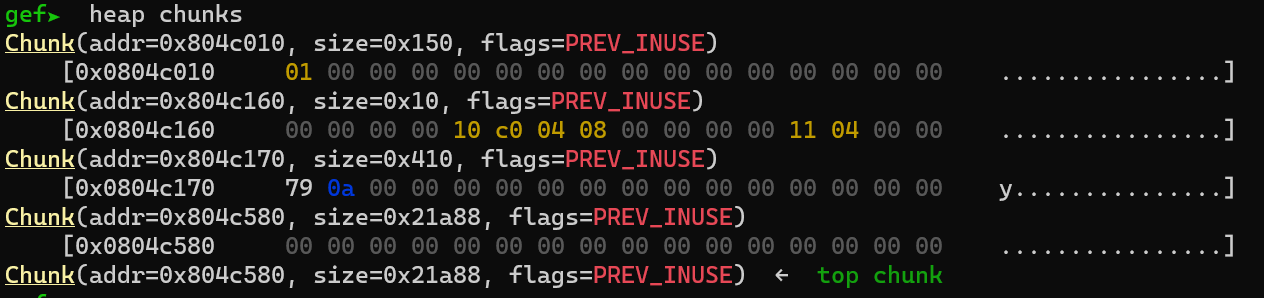 gef➤  heap chunks
Chunk(addr=0x804c010, size=0x150, flags=PREV_INUSE)
    [0x0804c010     01 00 00 00 00 00 00 00 00 00 00 00 00 00 00 00    ................]
Chunk(addr=0x804c160, size=0x10, flags=PREV_INUSE)
    [0x0804c160     00 00 00 00 10 c0 04 08 00 00 00 00 11 04 00 00    ................]
Chunk(addr=0x804c170, size=0x410, flags=PREV_INUSE)
    [0x0804c170     79 0a 00 00 00 00 00 00 00 00 00 00 00 00 00 00    y...............]
Chunk(addr=0x804c580, size=0x21a88, flags=PREV_INUSE)
    [0x0804c580     00 00 00 00 00 00 00 00 00 00 00 00 00 00 00 00    ................]
Chunk(addr=0x804c580, size=0x21a88, flags=PREV_INUSE)  ←  top chunk